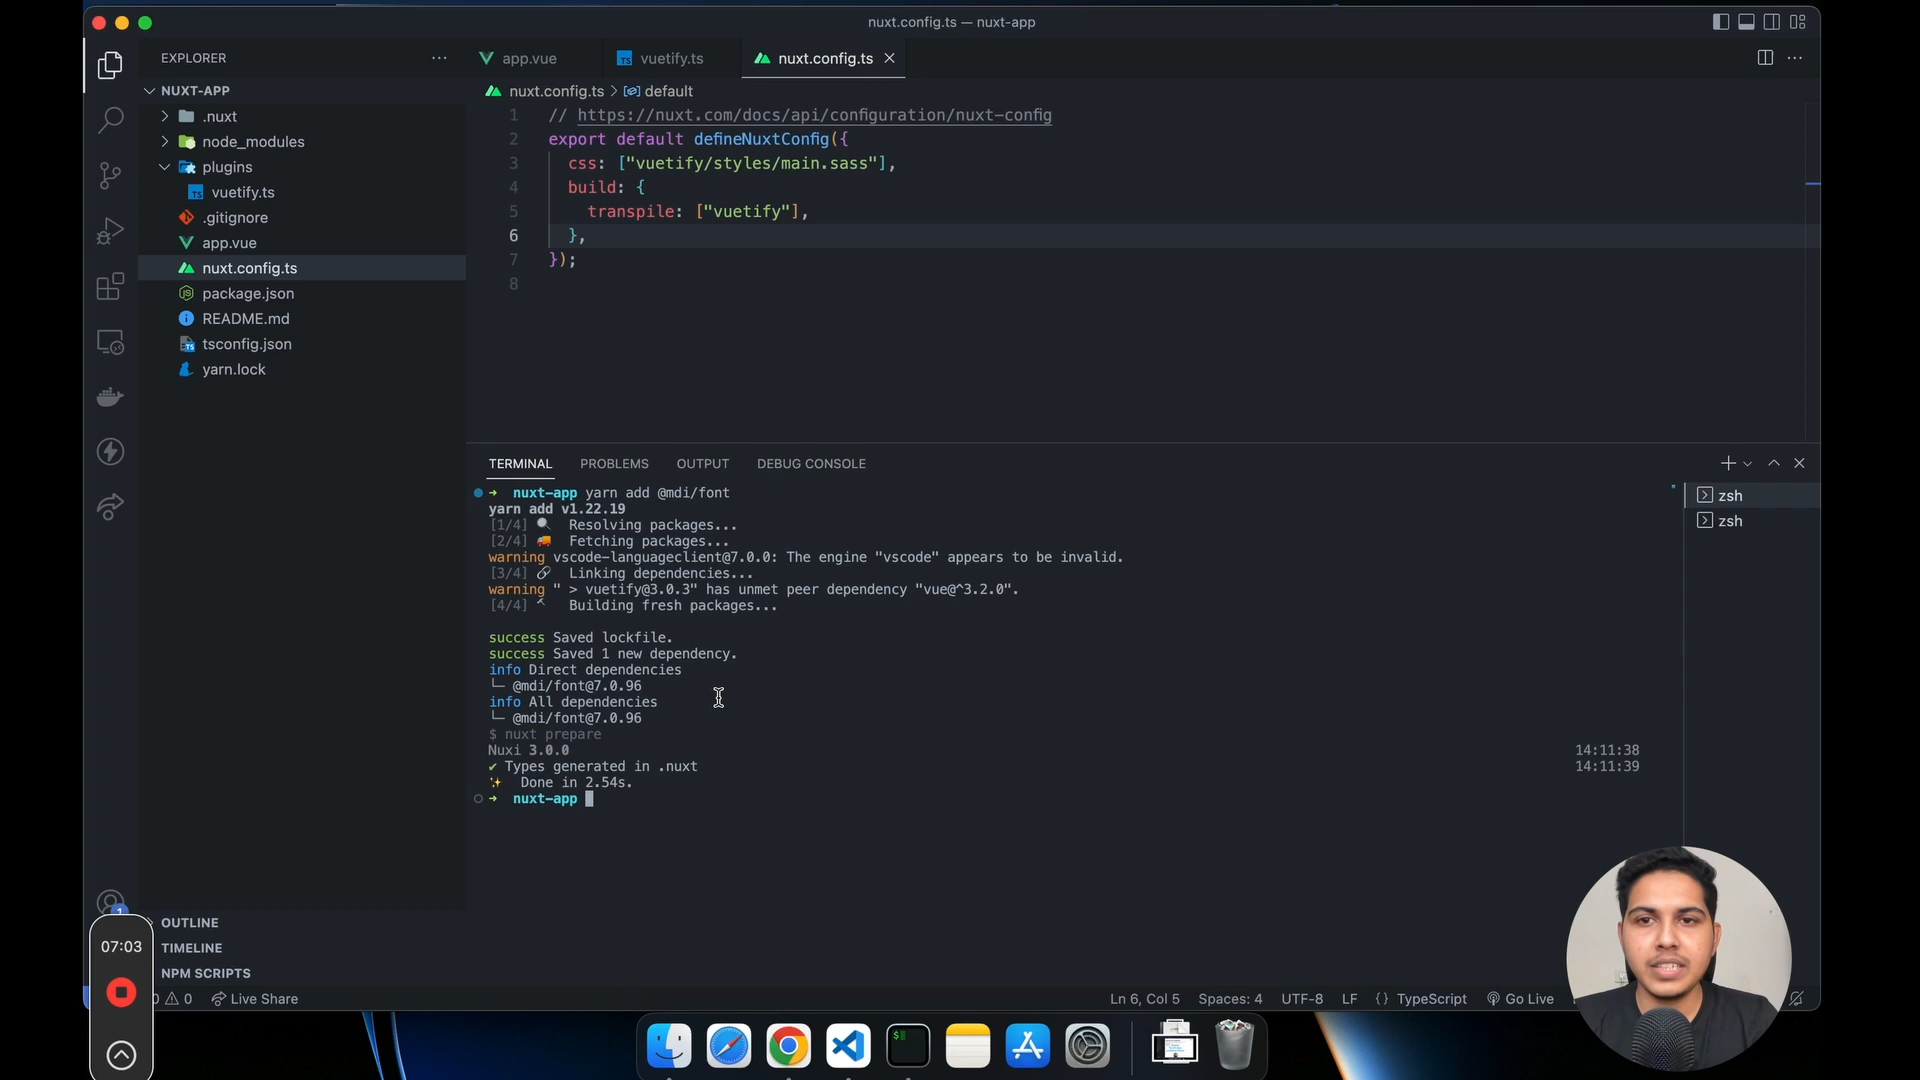 nuxt.config.ts — nuxt-app
EXPLORER
NUXT-APP
.nuxt
node_modules
plugins
vuetify.ts
.gitignore
app.vue
nuxt.config.ts
package.json
README.md
tsconfig.json
yarn.lock
OUTLINE
TIMELINE
NPM SCRIPTS
app.vue
vuetify.ts
nuxt.config.ts
nuxt.config.ts > default
1 // https://nuxt.com/docs/api/configuration/nuxt-config
2 export default defineNuxtConfig({
3 css: ["vuetify/styles/main.sass"],
4 build: {
5 transpile: ["vuetify"],
6 },
7 });
8
TERMINAL PROBLEMS OUTPUT DEBUG CONSOLE
→ nuxt-app yarn add @mdi/font
yarn add v1.22.19
[1/4] Resolving packages...
[2/4] Fetching packages...
warning vscode-languageclient@7.0.0: The engine "vscode" appears to be invalid.
[3/4] Linking dependencies...
warning " > vuetify@3.0.3" has unmet peer dependency "vue@^3.2.0".
[4/4] Building fresh packages...
success Saved lockfile.
success Saved 1 new dependency.
info Direct dependencies
└─ @mdi/font@7.0.96
info All dependencies
└─ @mdi/font@7.0.96
$ nuxt prepare
Nuxi 3.0.0 14:11:38
✔ Types generated in .nuxt 14:11:39
✨ Done in 2.54s.
→ nuxt-app
zsh
zsh
1
07:03
0 0 Live Share
Ln 6, Col 5 Spaces: 4 UTF-8 LF {} TypeScript Go Live